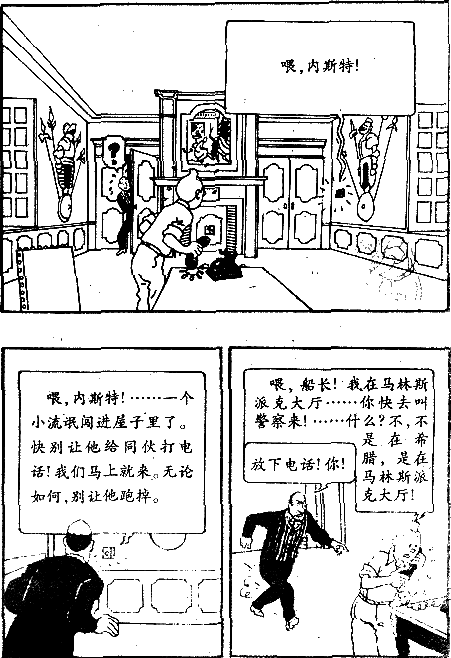 喂,内斯特!
?
喂,内斯特!……一个
小流氓闯进屋子里了。
快别让他给同伙打电
话!我们马上就来。无论
如何,别让他跑掉。
喂,船长!我在马林斯
派克大厅……你快去叫
警察来!……什么?不,不
是在希
腊,是在
马林斯派
克大厅!
放下电话!你!